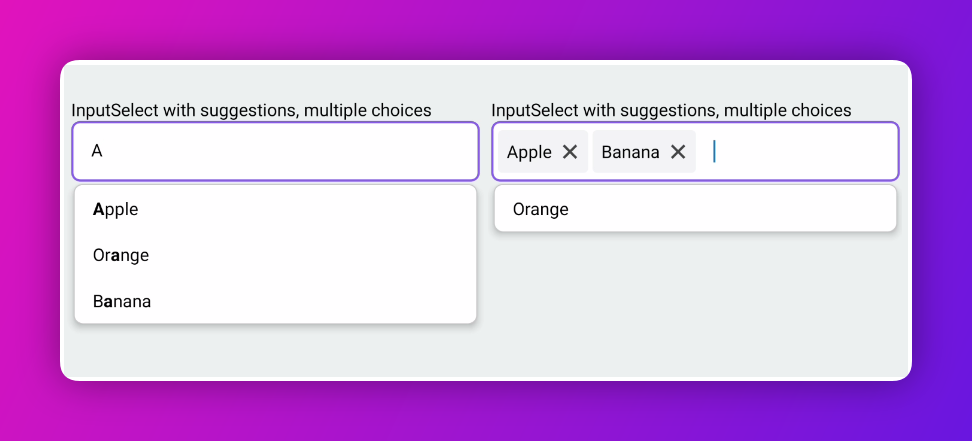 InputSelect with suggestions, multiple choices
A
Apple
Orange
Banana
InputSelect with suggestions, multiple choices
Apple Banana
Orange